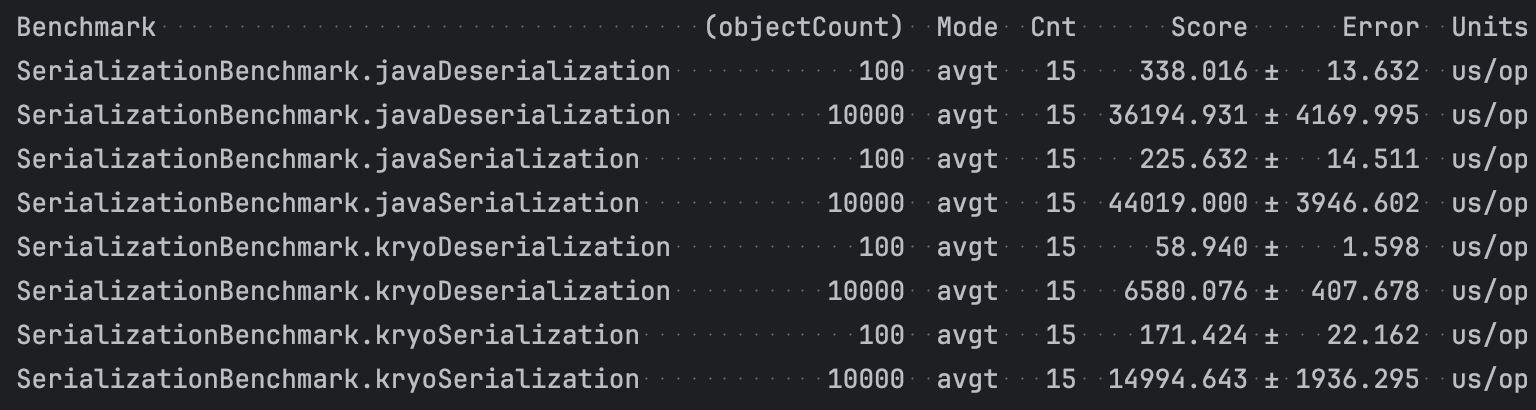 Benchmark (objectCount) Mode Cnt Score Error Units
SerializationBenchmark.javaDeserialization 100 avgt 15 338.016 ± 13.632 us/op
SerializationBenchmark.javaDeserialization 10000 avgt 15 36194.931 ± 4169.995 us/op
SerializationBenchmark.javaSerialization 100 avgt 15 225.632 ± 14.511 us/op
SerializationBenchmark.javaSerialization 10000 avgt 15 44019.000 ± 3946.602 us/op
SerializationBenchmark.kryoDeserialization 100 avgt 15 58.940 ± 1.598 us/op
SerializationBenchmark.kryoDeserialization 10000 avgt 15 6580.076 ± 407.678 us/op
SerializationBenchmark.kryoSerialization 100 avgt 15 171.424 ± 22.162 us/op
SerializationBenchmark.kryoSerialization 10000 avgt 15 14994.643 ± 1936.295 us/op